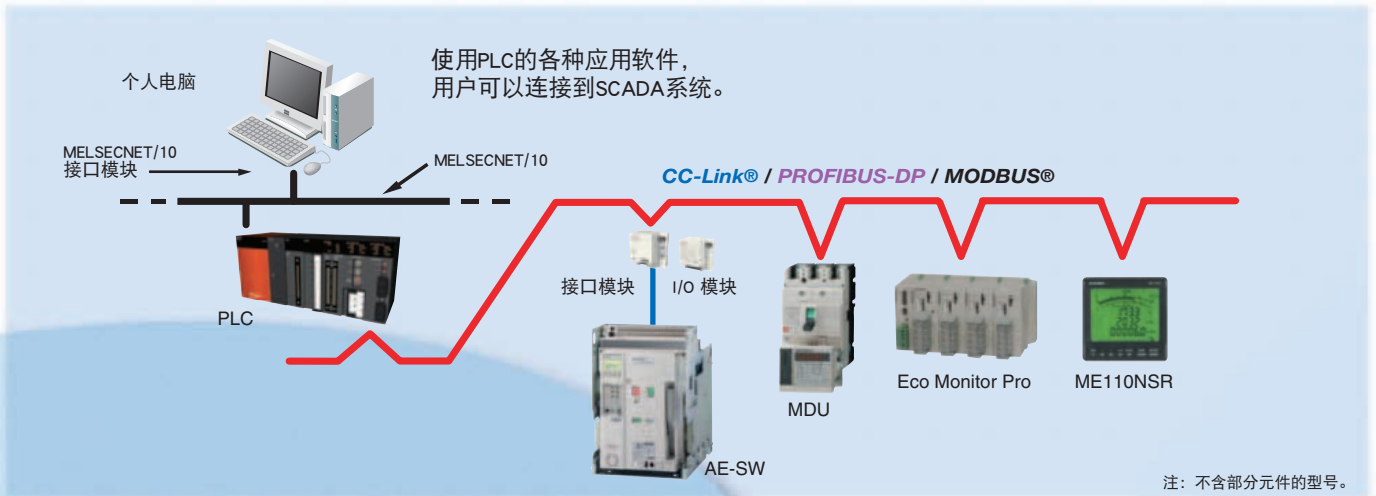 使用PLC的各种应用软件，
用户可以连接到SCADA系统。
个人电脑
MELSECNET/10
接口模块
MELSECNET/10
CC-Link® / PROFIBUS-DP / MODBUS®
PLC
接口模块
I/O 模块
AE-SW
MDU
Eco Monitor Pro
ME110NSR
注：不含部分元件的型号。